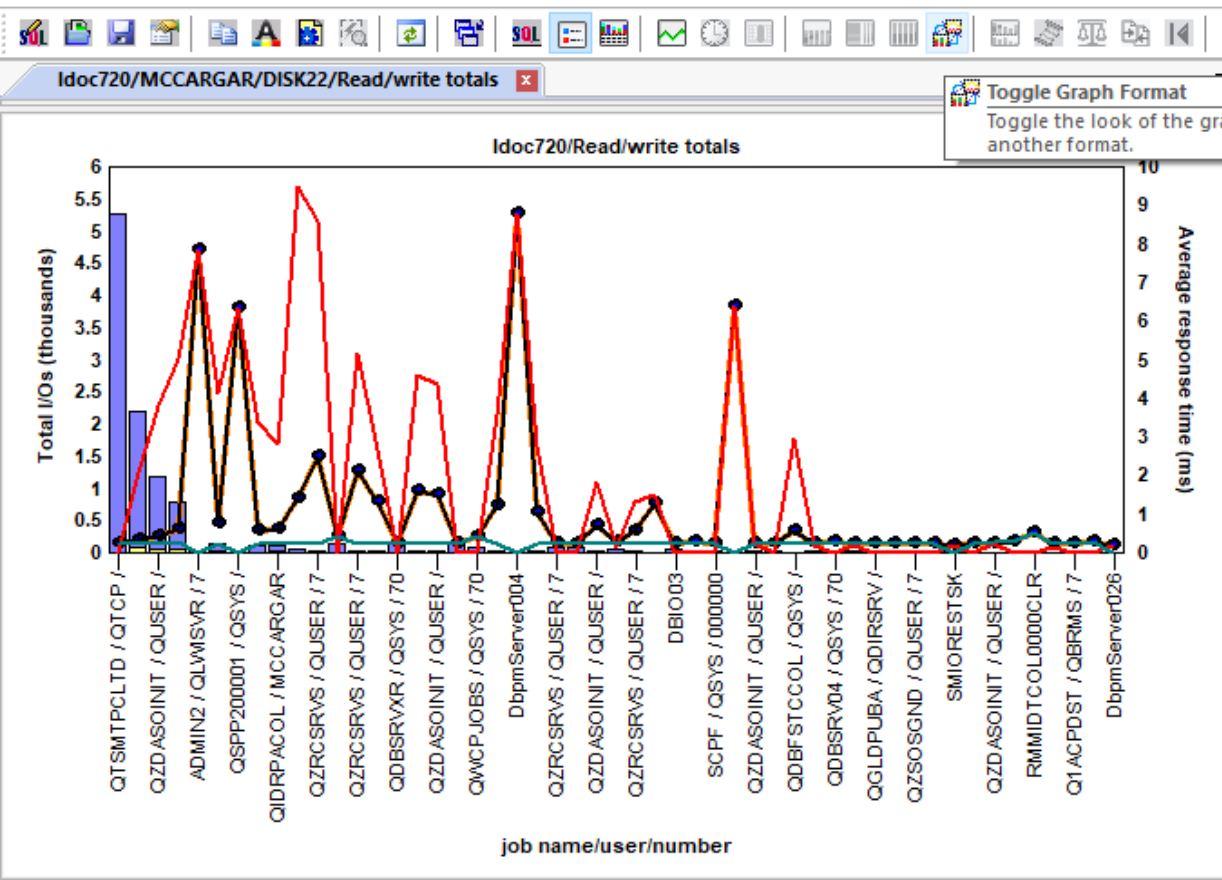 SQL
SQL
Idoc720/MCCARGAR/DISK22/Read/write totals
x
Toggle Graph Format
Toggle the look of the gra
another format.
Idoc720/Read/write totals
6
5.5
5
4.5
4
3.5
3
2.5
2
1.5
1
0.5
0
Total I/Os (thousands)
10
9
8
7
6
5
4
3
2
1
0
Average response time (ms)
QTSMTPCLTD / QTCP /
QZDASOINIT / QUSER /
ADMIN2 / QLWISVR / 7
QSPP200001 / QSYS /
QIDRPACOL / MCCARGAR
QZRCSRVS / QUSER / 7
QZRCSRVS / QUSER / 7
QDBSRVXR / QSYS / 70
QZDASOINIT / QUSER /
QWCPJOBS / QSYS / 70
DbpmServer004
QZRCSRVS / QUSER / 7
QZDASOINIT / QUSER /
QZRCSRVS / QUSER / 7
DBIO03
SCPF / QSYS / 000000
QZDASOINIT / QUSER /
QDBFSTCCOL / QSYS /
QDBSRV04 / QSYS / 70
QGLDPUBA / QDIRSRV /
QZSOSGND / QUSER / 7
SMIORESTSK
QZDASOINIT / QUSER /
RMMIDTCOL0000CLR
Q1ACPDST / QBRMS / 7
DbpmServer026
job name/user/number